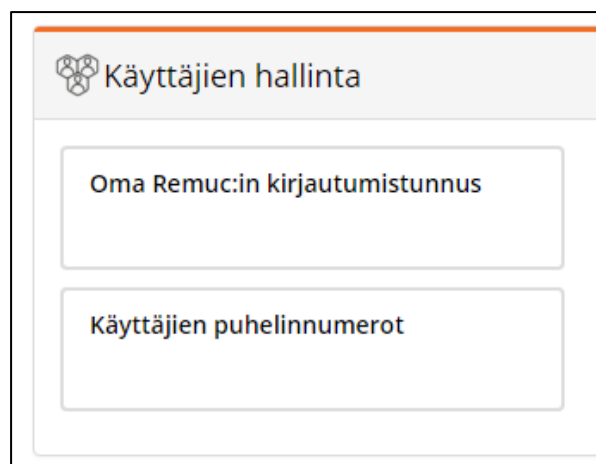 Käyttäjien hallinta
Oma Remuc:in kirjautumistunnus
Käyttäjien puhelinnumerot